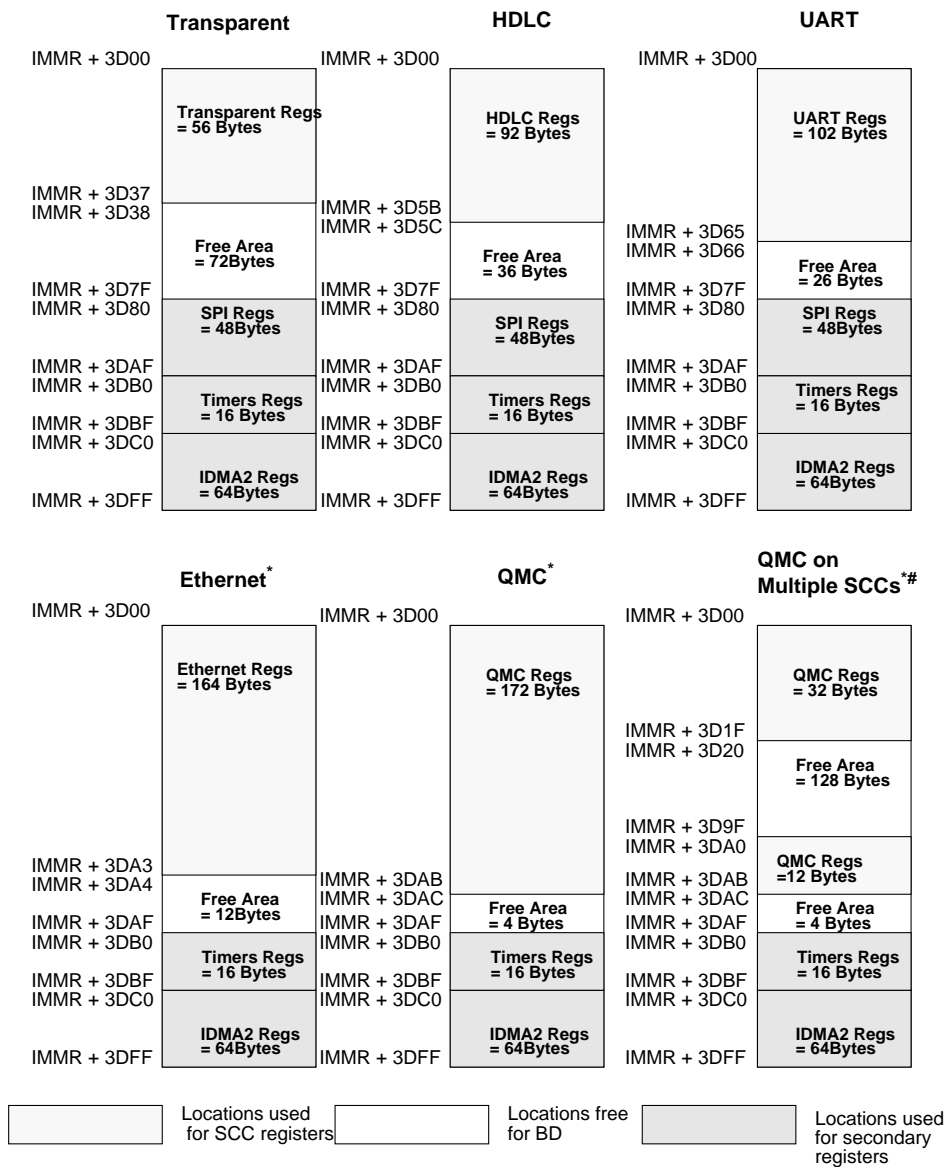 Transparent
IMMR + 3D00
Transparent Regs
= 56 Bytes
IMMR + 3D37
IMMR + 3D38
Free Area
= 72Bytes
IMMR + 3D7F
IMMR + 3D80
SPI Regs
= 48Bytes
IMMR + 3DAF
IMMR + 3DB0
Timers Regs
= 16 Bytes
IMMR + 3DBF
IMMR + 3DC0
IDMA2 Regs
= 64Bytes
IMMR + 3DFF
HDLC
IMMR + 3D00
HDLC Regs
= 92 Bytes
IMMR + 3D5B
IMMR + 3D5C
Free Area
= 36 Bytes
IMMR + 3D7F
IMMR + 3D80
SPI Regs
= 48Bytes
IMMR + 3DAF
IMMR + 3DB0
Timers Regs
= 16 Bytes
IMMR + 3DBF
IMMR + 3DC0
IDMA2 Regs
= 64Bytes
IMMR + 3DFF
UART
IMMR + 3D00
UART Regs
= 102 Bytes
IMMR + 3D65
IMMR + 3D66
Free Area
= 26 Bytes
IMMR + 3D7F
IMMR + 3D80
SPI Regs
= 48Bytes
IMMR + 3DAF
IMMR + 3DB0
Timers Regs
= 16 Bytes
IMMR + 3DBF
IMMR + 3DC0
IDMA2 Regs
= 64Bytes
IMMR + 3DFF
Ethernet*
IMMR + 3D00
Ethernet Regs
= 164 Bytes
IMMR + 3DA3
IMMR + 3DA4
Free Area
= 12Bytes
IMMR + 3DAF
IMMR + 3DB0
Timers Regs
= 16 Bytes
IMMR + 3DBF
IMMR + 3DC0
IDMA2 Regs
= 64Bytes
IMMR + 3DFF
QMC*
IMMR + 3D00
QMC Regs
= 172 Bytes
IMMR + 3DAB
IMMR + 3DAC
Free Area
= 4 Bytes
IMMR + 3DAF
IMMR + 3DB0
Timers Regs
= 16 Bytes
IMMR + 3DBF
IMMR + 3DC0
IDMA2 Regs
= 64Bytes
IMMR + 3DFF
QMC on
Multiple SCCs*#
IMMR + 3D00
QMC Regs
= 32 Bytes
IMMR + 3D1F
IMMR + 3D20
Free Area
= 128 Bytes
IMMR + 3D9F
IMMR + 3DA0
QMC Regs
=12 Bytes
IMMR + 3DAB
IMMR + 3DAC
Free Area
= 4 Bytes
IMMR + 3DAF
IMMR + 3DB0
Timers Regs
= 16 Bytes
IMMR + 3DBF
IMMR + 3DC0
IDMA2 Regs
= 64Bytes
IMMR + 3DFF
Locations used
for SCC registers
Locations free
for BD
Locations used
for secondary
registers